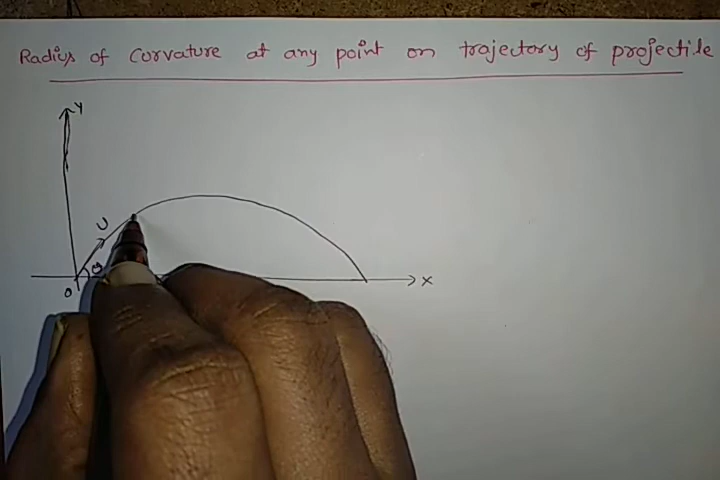 Radius of Curvature at any point on trajectory of projectile
Y
U
O
X